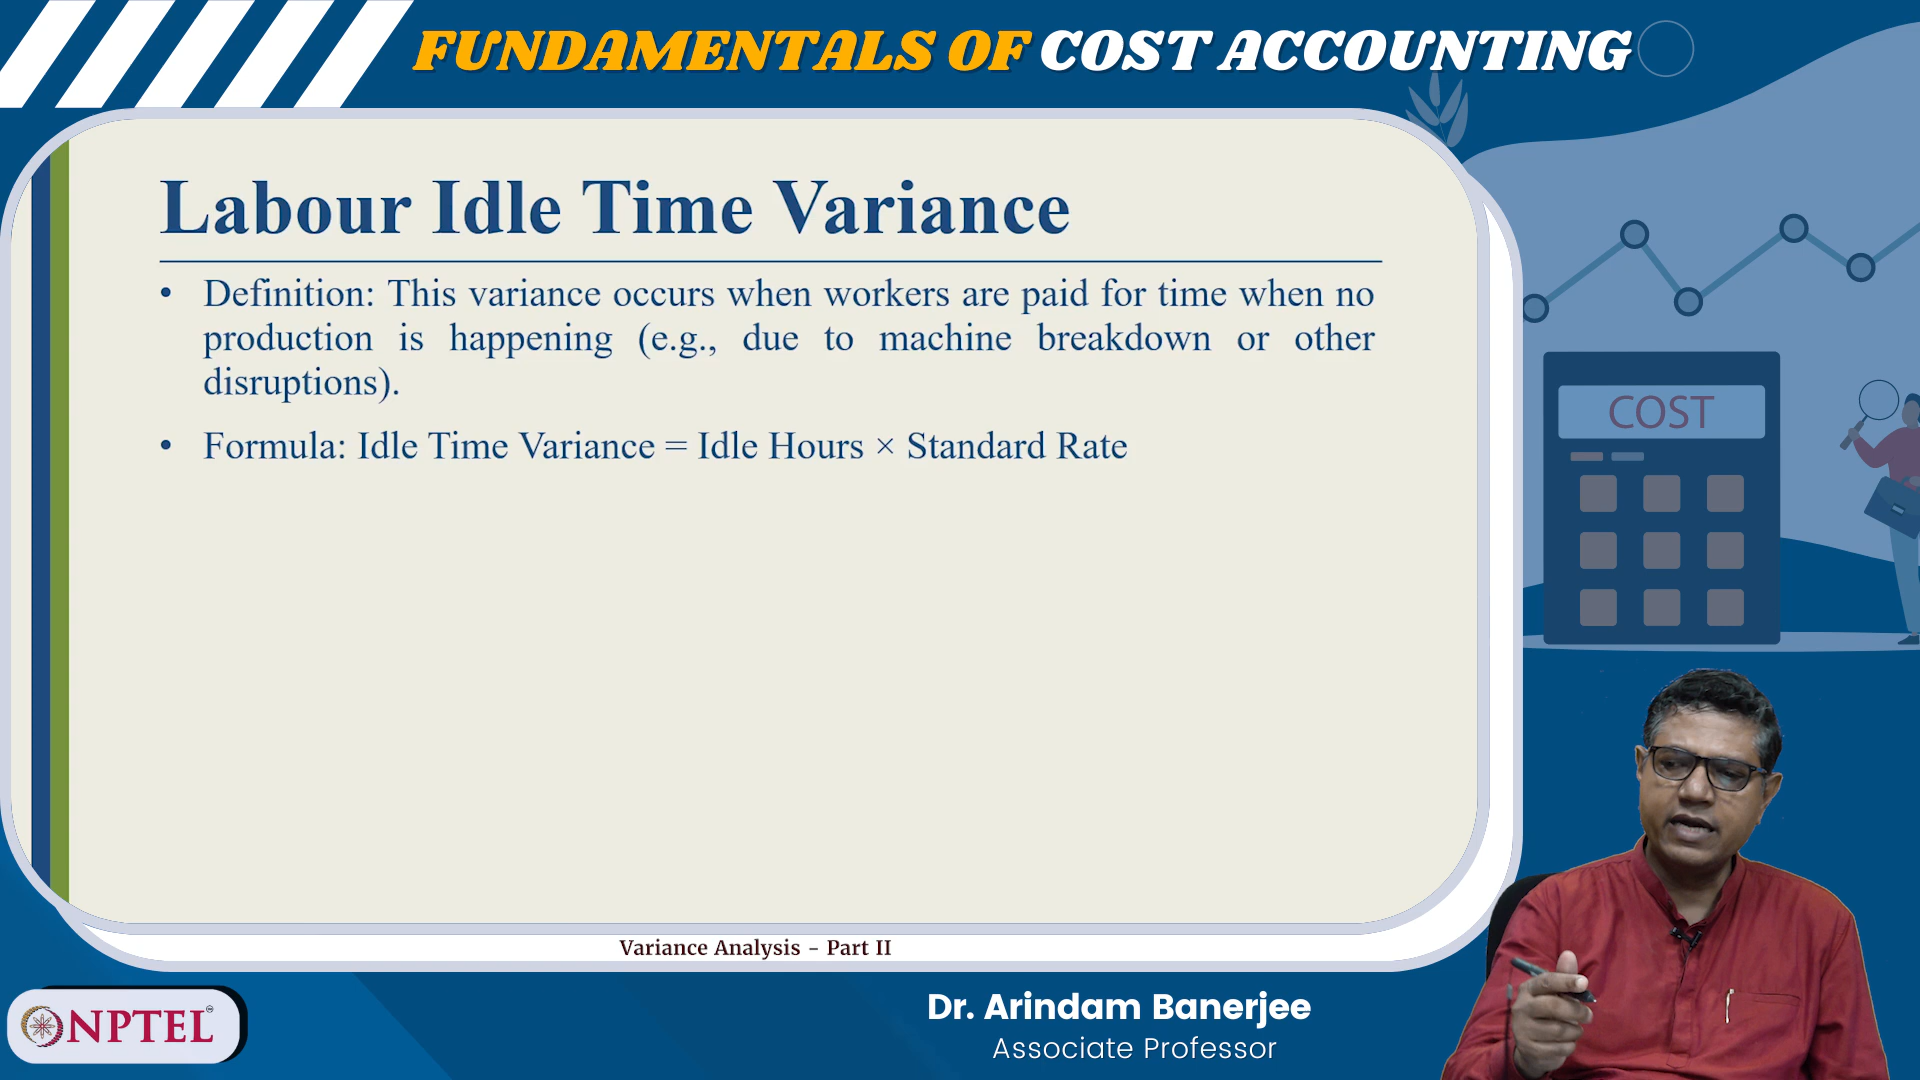 FUNDAMENTALS OF COST ACCOUNTING
Labour Idle Time Variance
• Definition: This variance occurs when workers are paid for time when no
production is happening (e.g., due to machine breakdown or other
disruptions).
• Formula: Idle Time Variance = Idle Hours × Standard Rate
COST
Variance Analysis - Part II
NPTEL
Dr. Arindam Banerjee
Associate Professor